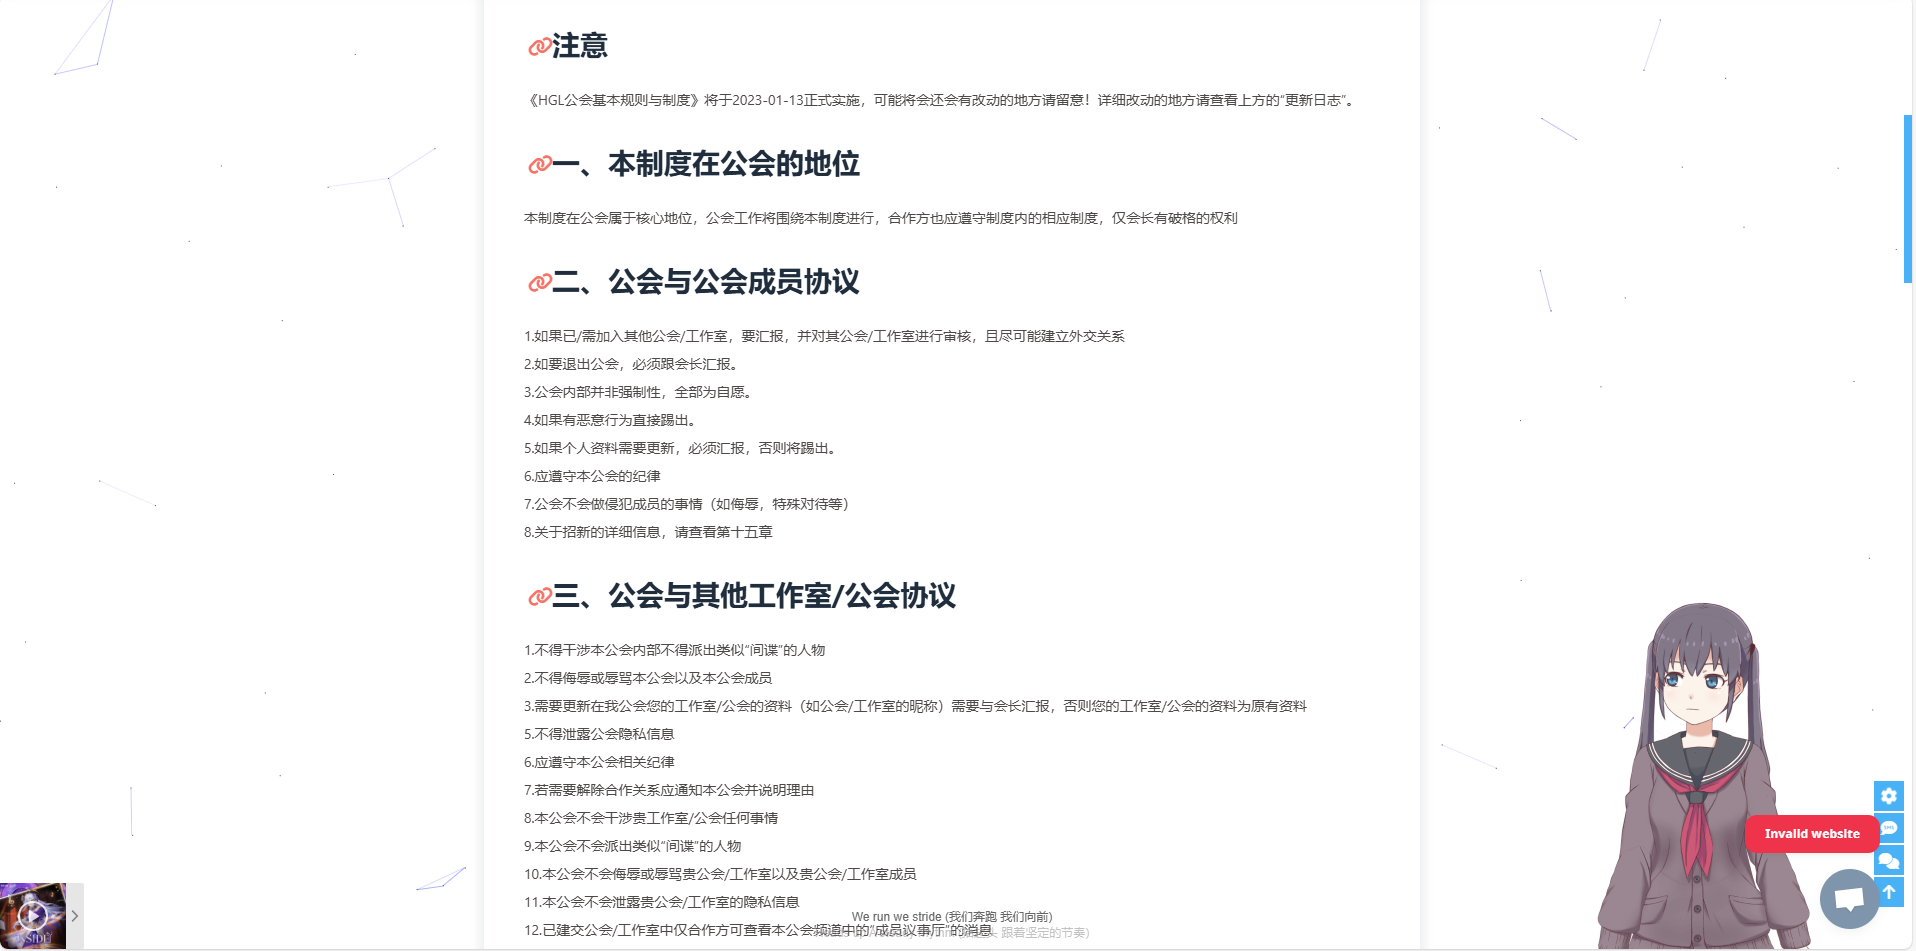 注意
《HGL公会基本规则与制度》将于2023-01-13正式实施，可能将会还会有改动的地方请留意！详细改动的地方请查看上方的“更新日志”。
一、本制度在公会的地位
本制度在公会属于核心地位，公会工作将围绕本制度进行，合作方也应遵守制度内的相应制度，仅会长有破格的权利
二、公会与公会成员协议
1.如果已/需加入其他公会/工作室，要汇报，并对其公会/工作室进行审核，且尽可能建立外交关系
2.如要退出公会，必须跟会长汇报。
3.公会内部并非强制性，全部为自愿。
4.如果有恶意行为直接踢出。
5.如果个人资料需要更新，必须汇报，否则将踢出。
6.应遵守本公会的纪律
7.公会不会做侵犯成员的事情（如侮辱，特殊对待等）
8.关于招新的详细信息，请查看第十五章
三、公会与其他工作室/公会协议
1.不得干涉本公会内部不得派出类似“间谍”的人物
2.不得侮辱或辱骂本公会以及本公会成员
3.需要更新在我公会您的工作室/公会的资料（如公会/工作室的昵称）需要与会长汇报，否则您的工作室/公会的资料为原有资料
5.不得泄露公会隐私信息
6.应遵守本公会相关纪律
7.若需要解除合作关系应通知本公会并说明理由
8.本公会不会干涉贵工作室/公会任何事情
Invalid website
9.本公会不会派出类似“间谍”的人物
10.本公会不会侮辱或辱骂贵公会/工作室以及贵公会/工作室成员
11.本公会不会泄露贵公会/工作室的隐私信息
We run we stride (我们奔跑 我们向前)
12.已建交公会/工作室中仅合作方可查看本公会频道中的“成员议事厅”的消息
跟着坚定的节奏)